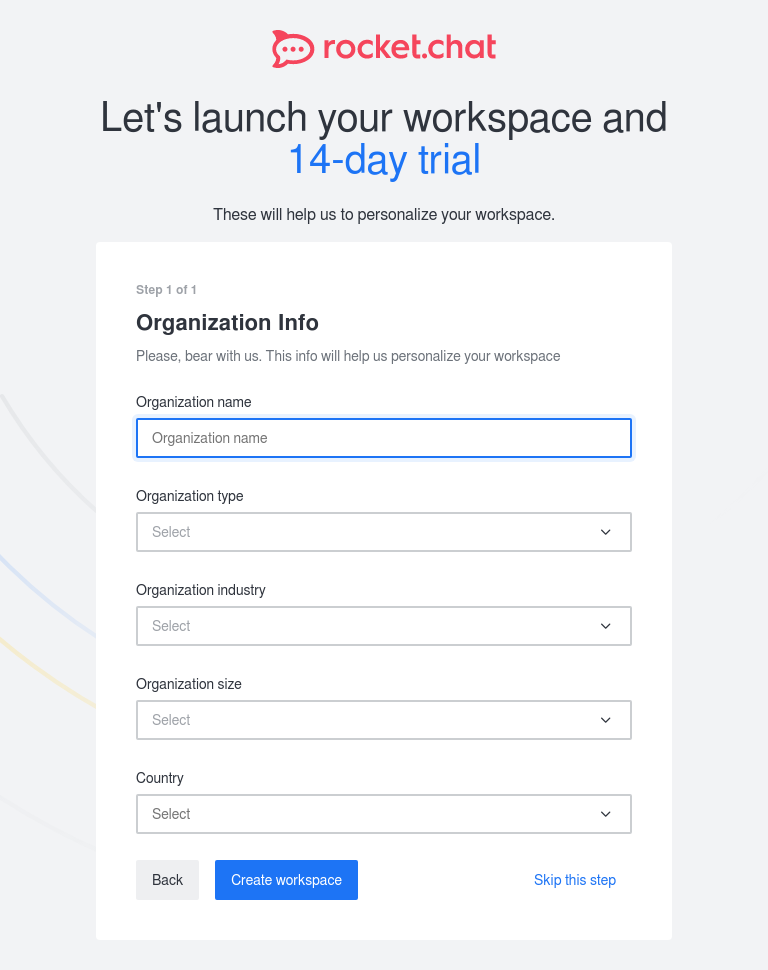 rocket.chat
Let's launch your workspace and
14-day trial
These will help us to personalize your workspace.
Step 1 of 1
Organization Info
Please, bear with us. This info will help us personalize your workspace
Organization name
Organization name
Organization type
Select
Organization industry
Select
Organization size
Select
Country
Select
Back Create workspace Skip this step